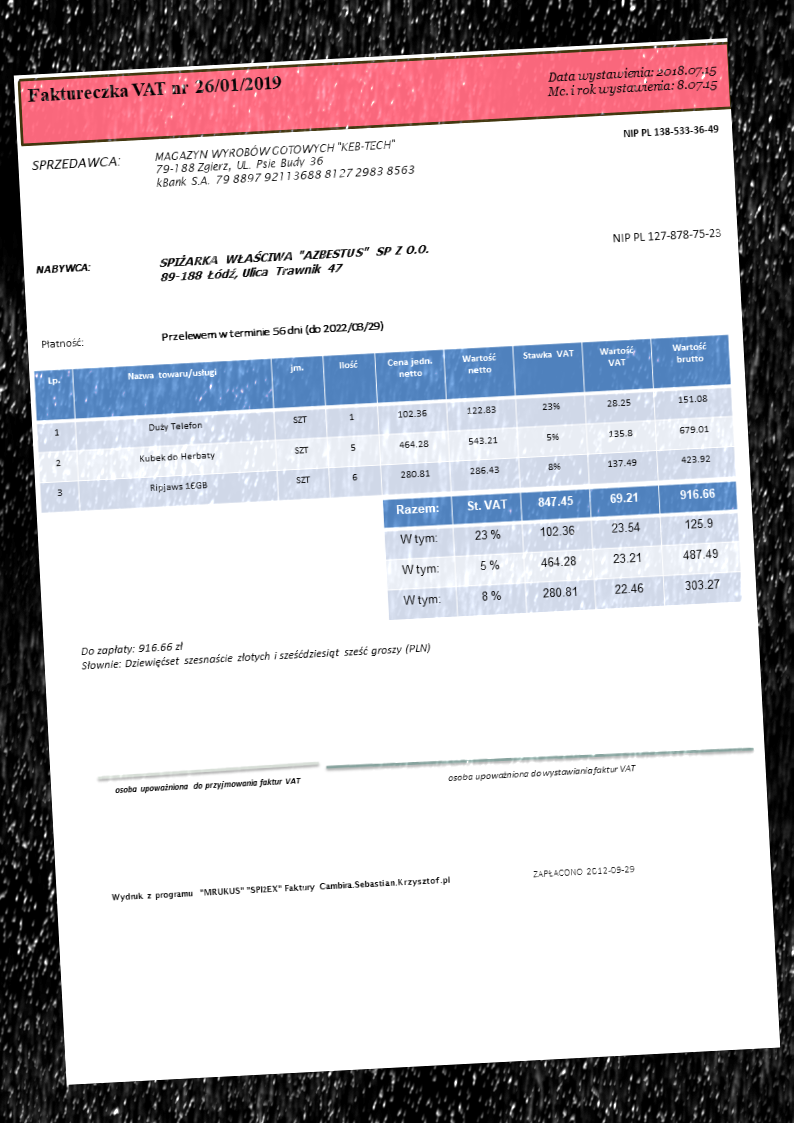 Faktureczka VAT nr 26/01/2019
Data wystawienia: 2018.07.15
Mc. i rok wystawienia: 8.07.15
NIP PL 138-533-36-49
SPRZEDAWCA:
MAGAZYN WYROBÓW GOTOWYCH "KEB-TECH"
79-188 Zgierz, UL. Psie Budy 36
kBank S.A. 79 8897 92113688 8127 2983 8563
NIP PL 127-878-75-23
NABYWCA:
SPIŻARKA WŁAŚCIWA "AZBESTUS" SP Z O.O.
89-188 Łódź, Ulica Trawnik 47
Płatność:
Przelewem w terminie 56 dni (do 2022/03/29)
Lp. Nazwa towaru/usługi jm. Ilość Cena jedn. netto Wartość netto Stawka VAT Wartość VAT Wartość brutto
1 Duży Telefon SZT 1 102.36 122.83 23% 28.25 151.08
2 Kubek do Herbaty SZT 5 464.28 543.21 5% 135.8 679.01
3 Ripjaws 16GB SZT 6 280.81 286.43 8% 137.49 423.92
Razem: St. VAT 847.45 69.21 916.66
W tym: 23 % 102.36 23.54 125.9
W tym: 5 % 464.28 23.21 487.49
W tym: 8 % 280.81 22.46 303.27
Do zapłaty: 916.66 zł
Słownie: Dziewięćset szesnaście złotych i sześćdziesiąt sześć groszy (PLN)
osoba upoważniona do przyjmowania faktur VAT
osoba upoważniona do wystawiania faktur VAT
Wydruk z programu "MRUKUS" "SPIŻEX" Faktury Cambira.Sebastian.Krzysztof.pl
ZAPŁACONO 2012-09-29